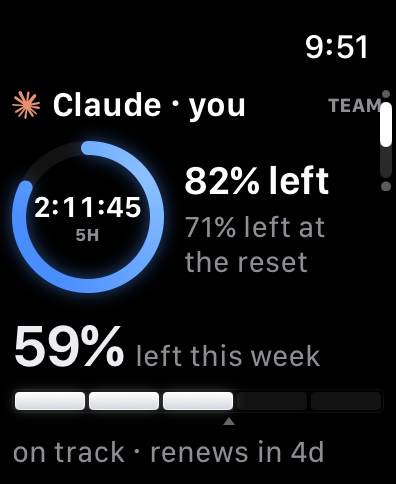 9:51
Claude · you TEAM
2:11:45
5H
82% left
71% left at
the reset
59% left this week
on track · renews in 4d